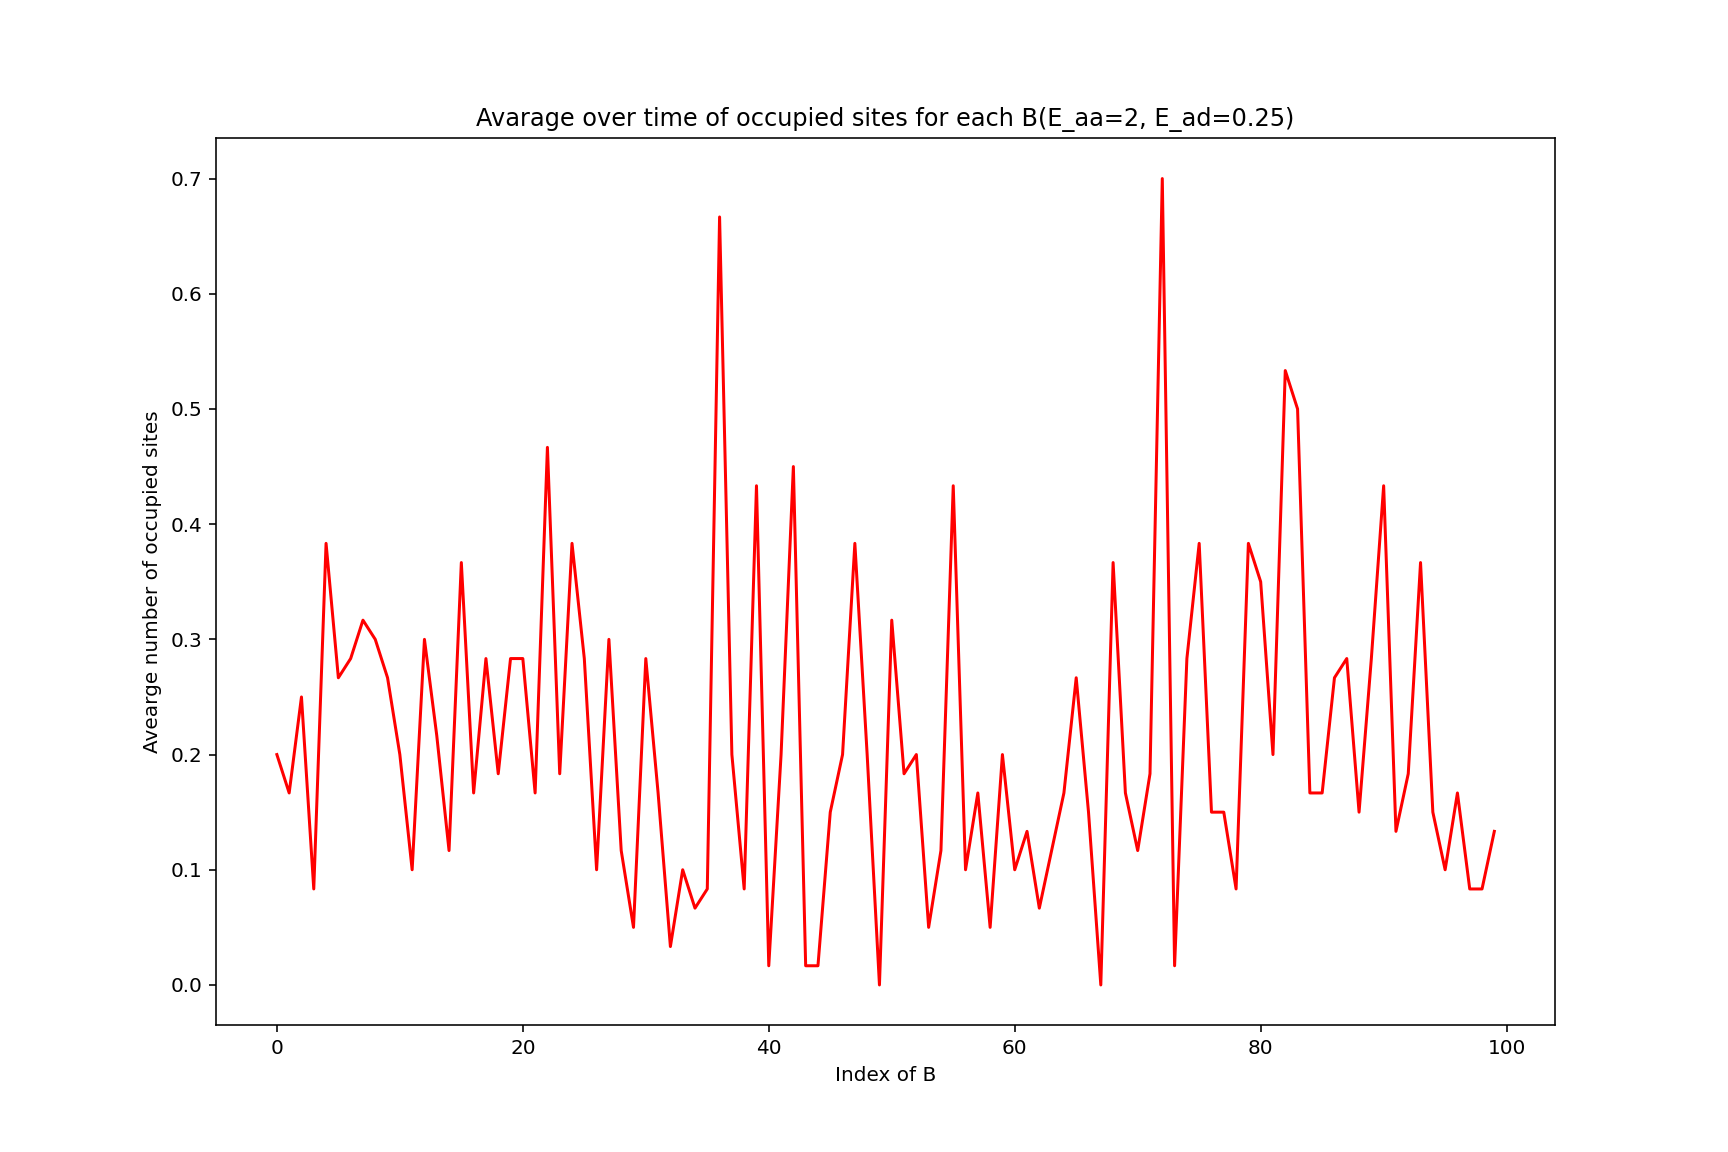 Avarage over time of occupied sites for each B(E_aa=2, E_ad=0.25)
Avearge number of occupied sites
0.7
0.6
0.5
0.4
0.3
0.2
0.1
0.0
0 20 40 60 80 100
Index of B